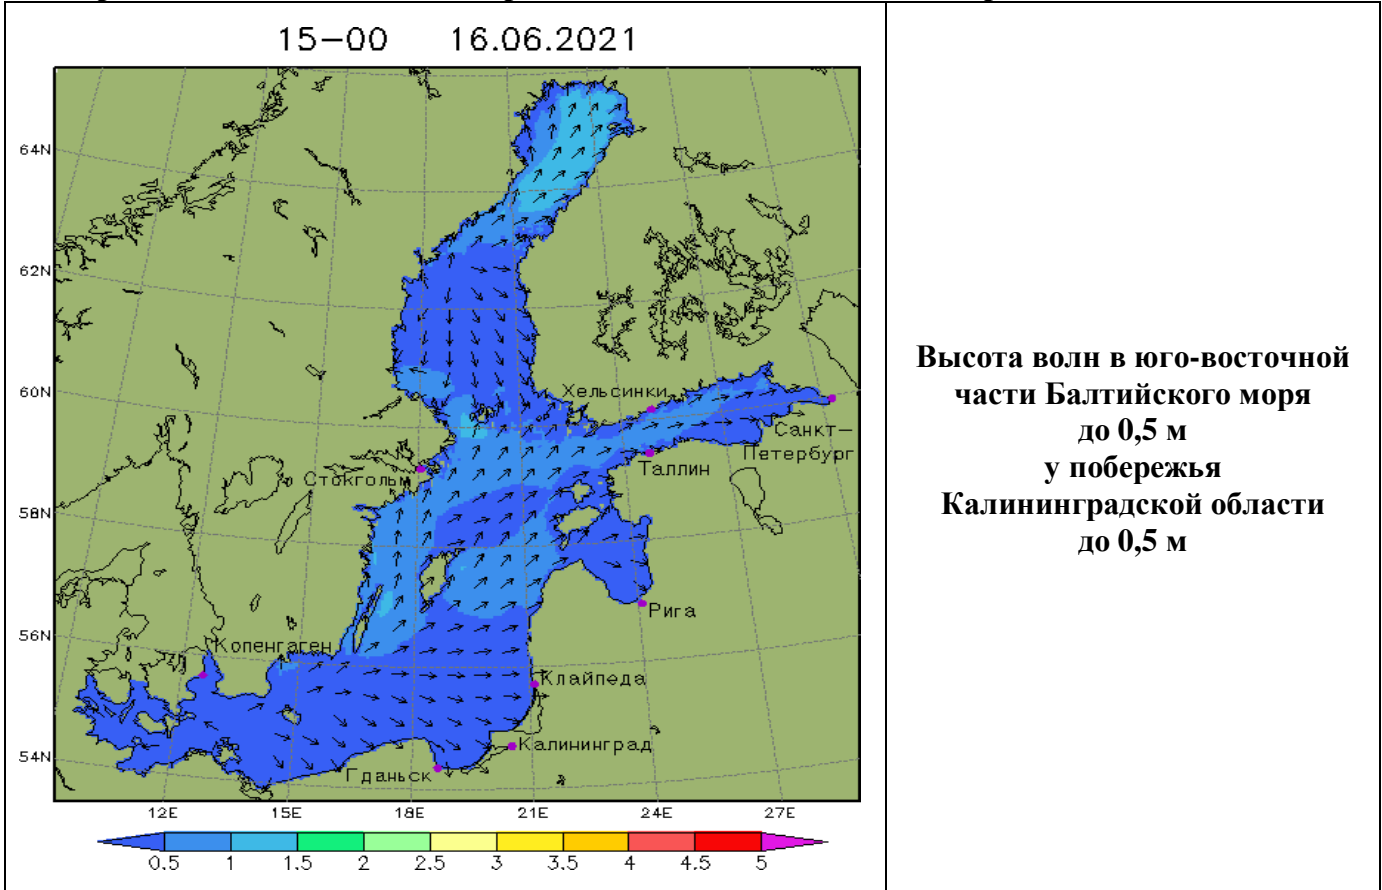 15-00 16.06.2021
64N
62N
Хельсинки
60N
Санкт-
Петербург
Таллин
Стокгольм
58N
Рига
56N
Копенгаген
Клайпеда
Калининград
54N
Гданьск
12E 15E 18E 21E 24E 27E
0.5 1 1.5 2 2.5 3 3.5 4 4.5 5
Высота волн в юго-восточной
части Балтийского моря
до 0,5 м
у побережья
Калининградской области
до 0,5 м